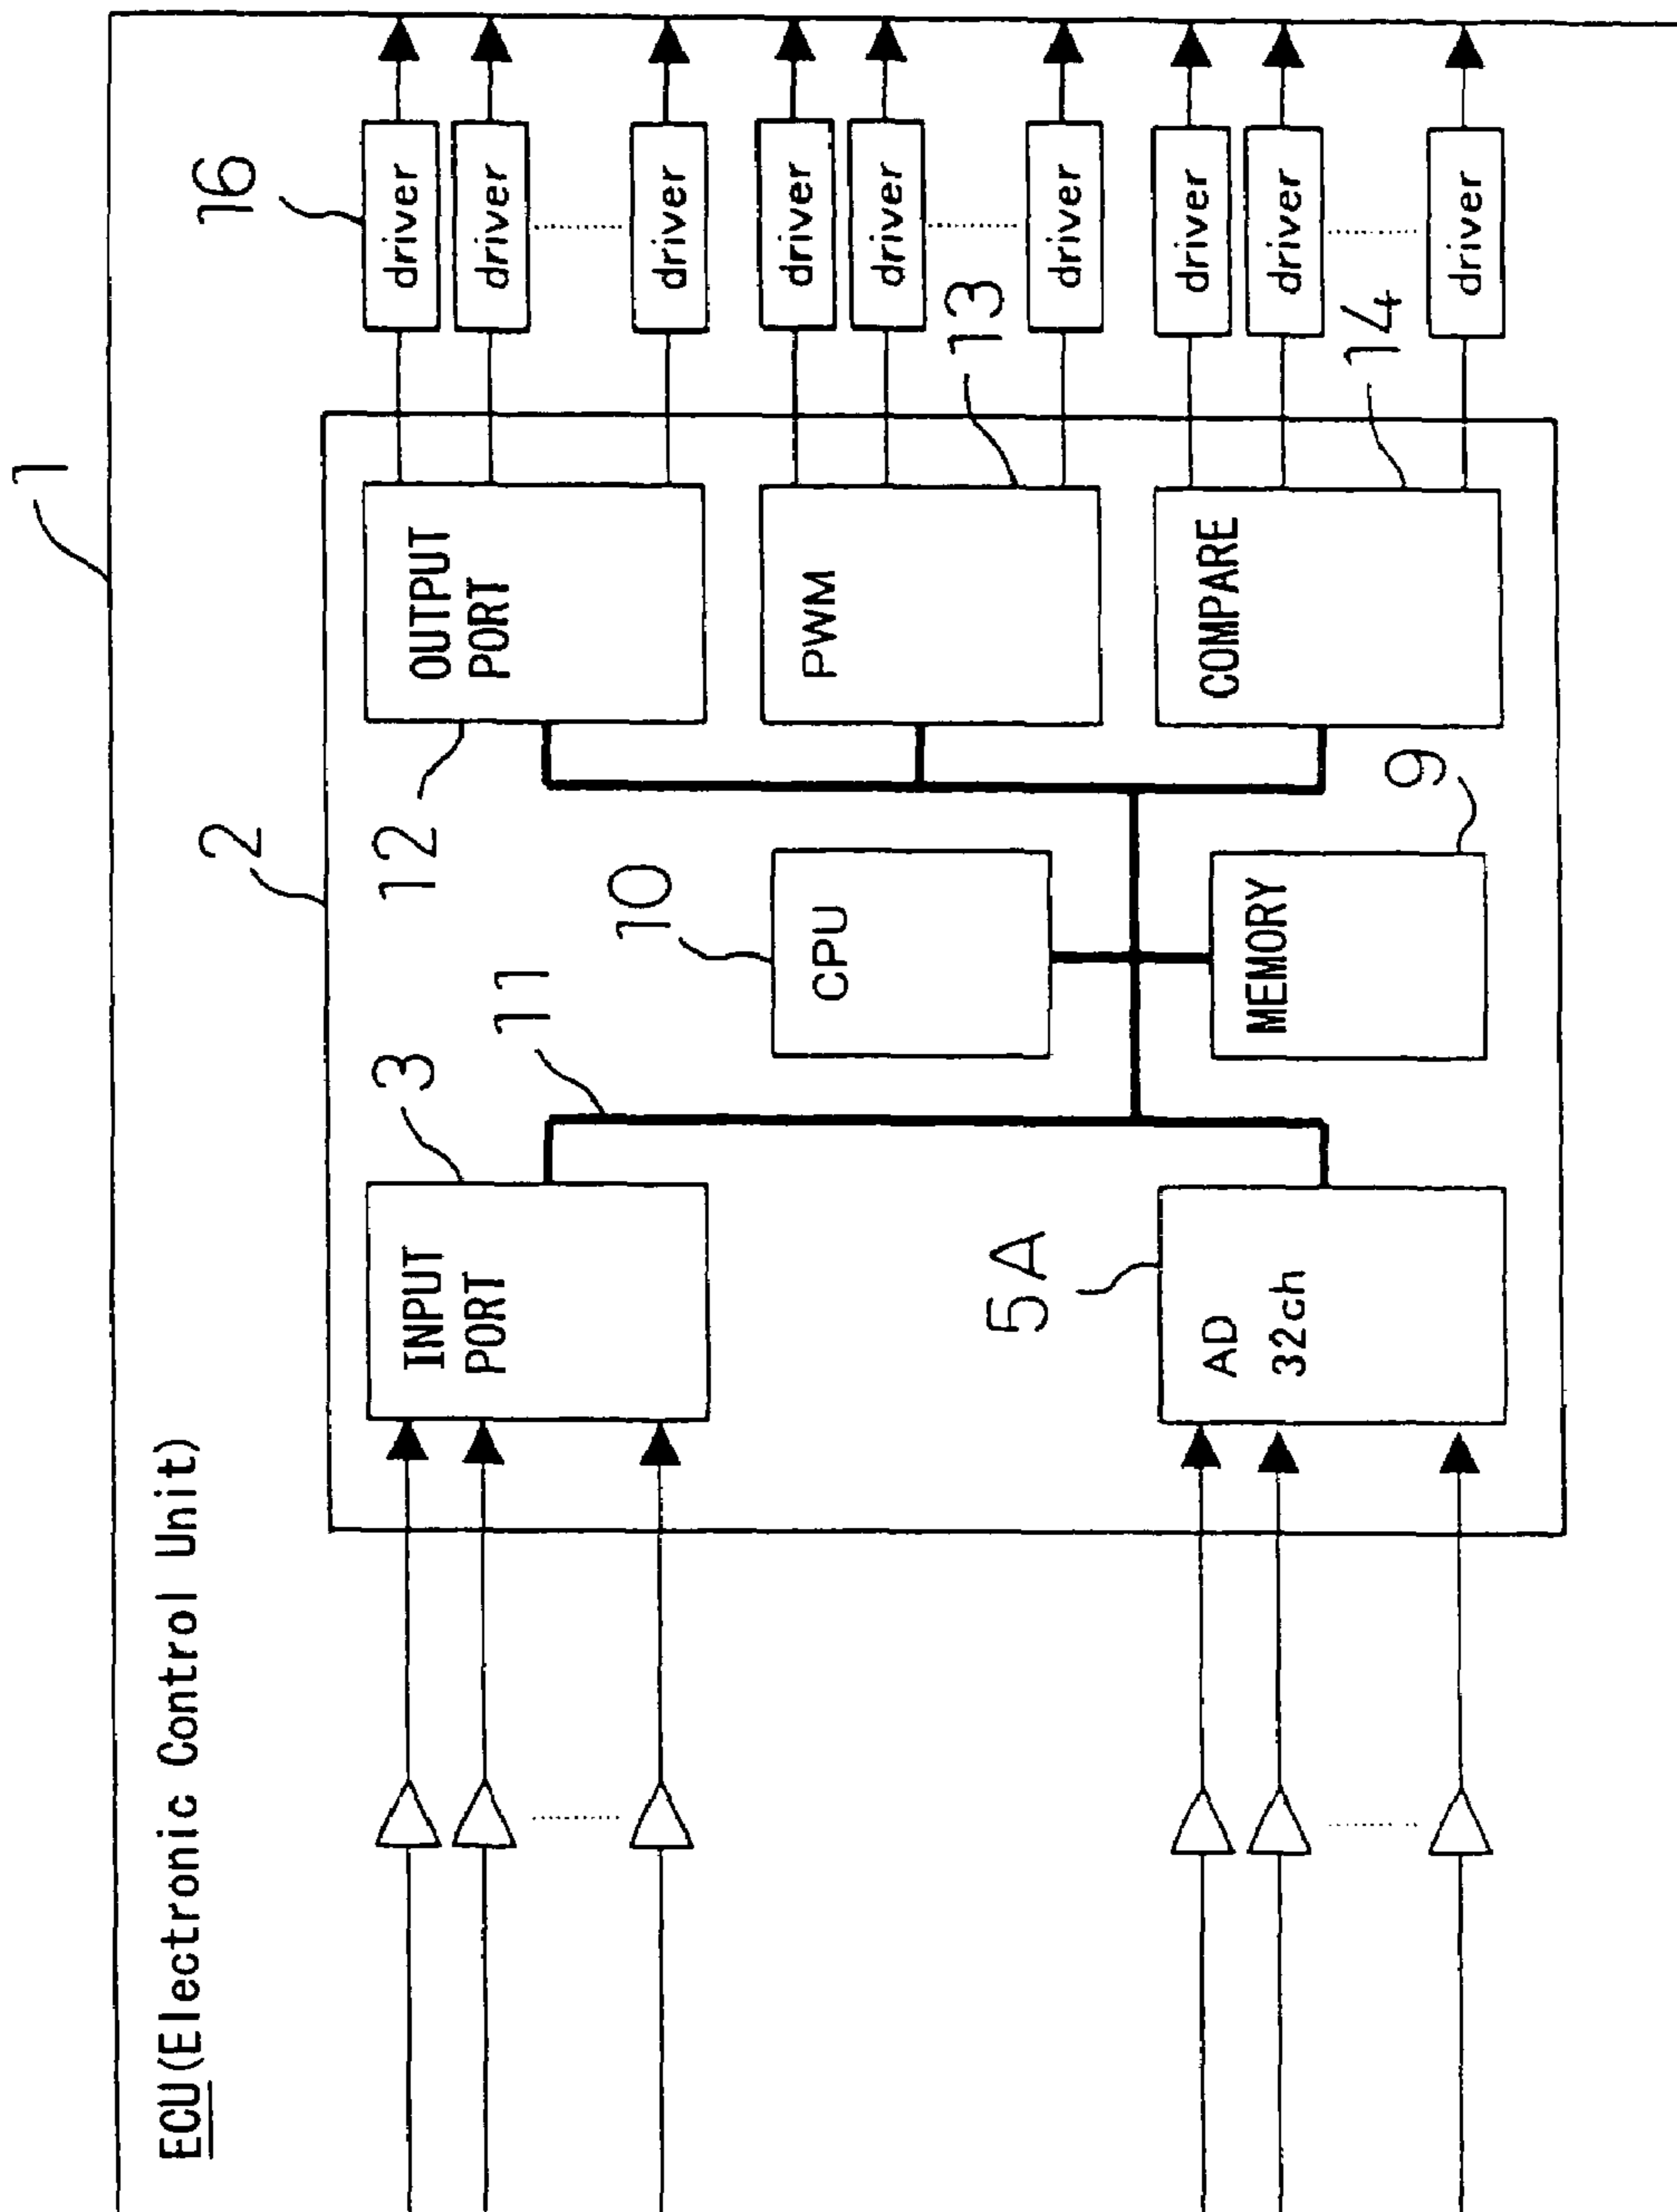 ECU(Electronic Control Unit)
1
2
3
INPUT
PORT
11
10
CPU
12
OUTPUT
PORT
16
driver
driver
driver
PWM
13
driver
driver
driver
5A
AD
32ch
MEMORY
9
COMPARE
14
driver
driver
driver